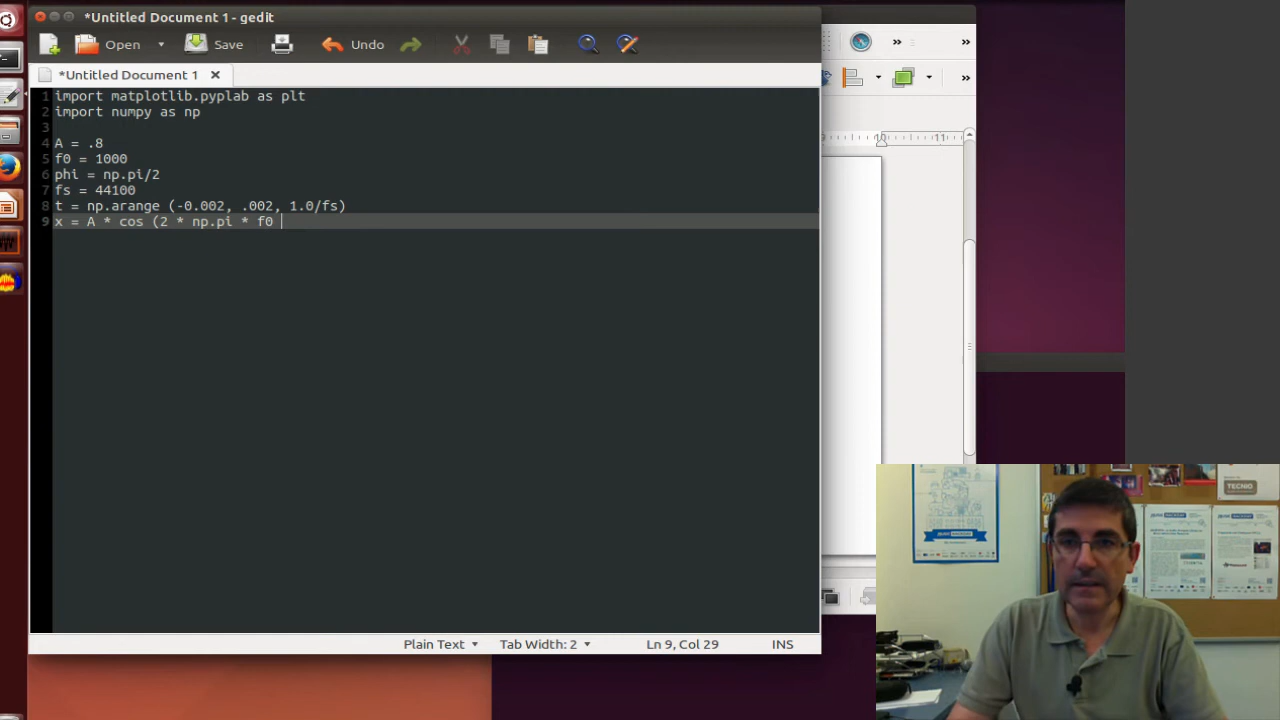 *Untitled Document 1 - gedit
Open
Save
Undo
*Untitled Document 1
1 import matplotlib.pyplab as plt
2 import numpy as np
3
4 A = .8
5 f0 = 1000
6 phi = np.pi/2
7 fs = 44100
8 t = np.arange (-0.002, .002, 1.0/fs)
9 x = A * cos (2 * np.pi * f0
10 11
Plain Text
Tab Width: 2
Ln 9, Col 29
INS
TECNIO